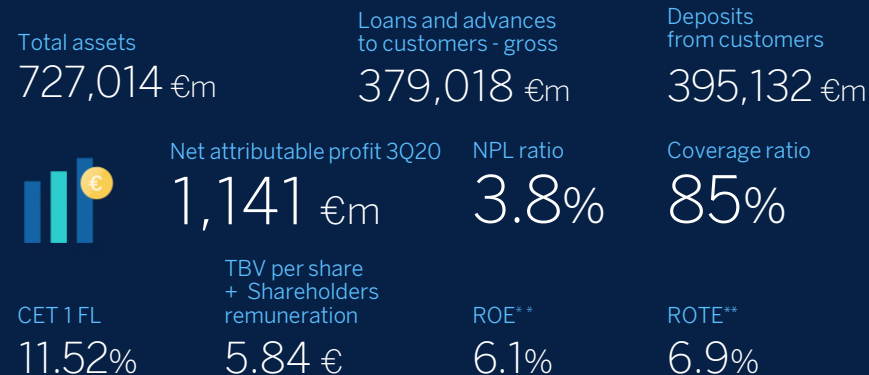 Total assets
727,014 €m
Loans and advances
to customers - gross
379,018 €m
Deposits
from customers
395,132 €m
€
Net attributable profit 3Q20
1,141 €m
NPL ratio
3.8%
Coverage ratio
85%
CET 1 FL
11.52%
TBV per share
+ Shareholders
remuneration
5.84 €
ROE**
6.1%
ROTE**
6.9%